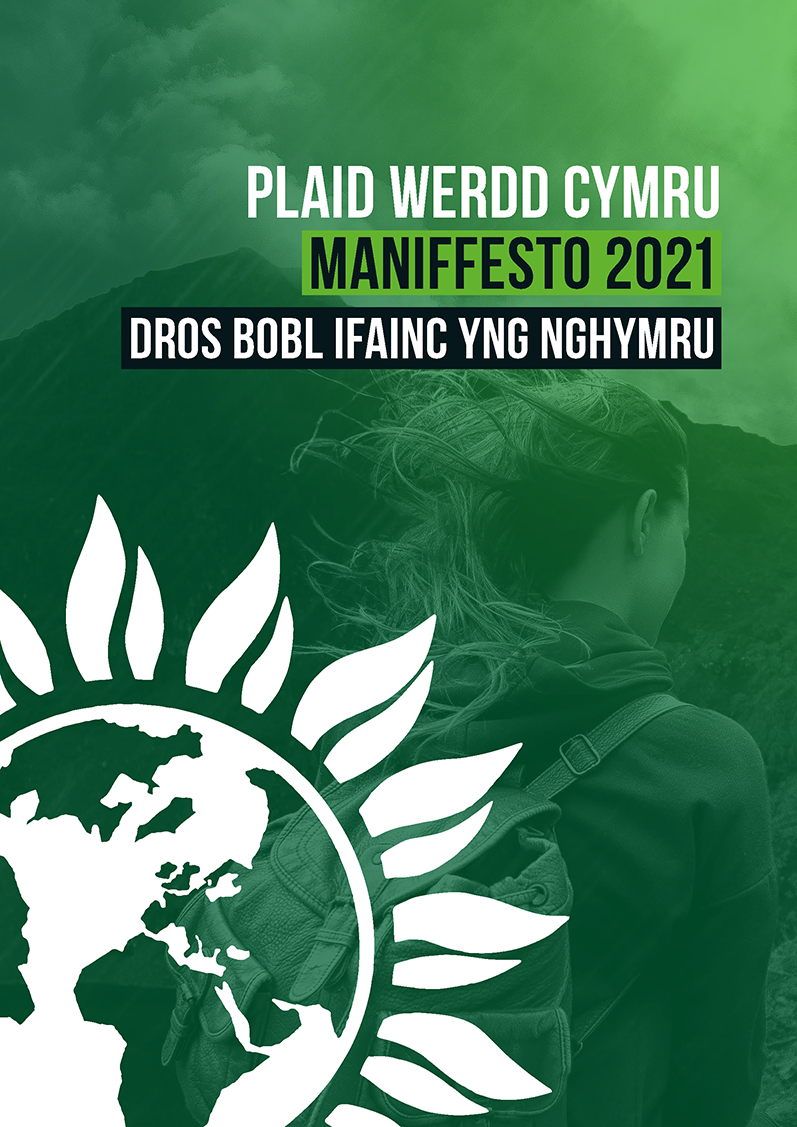 PLAID WERDD CYMRU
MANIFFESTO 2021
DROS BOBL IFAINC YNG NGHYMRU